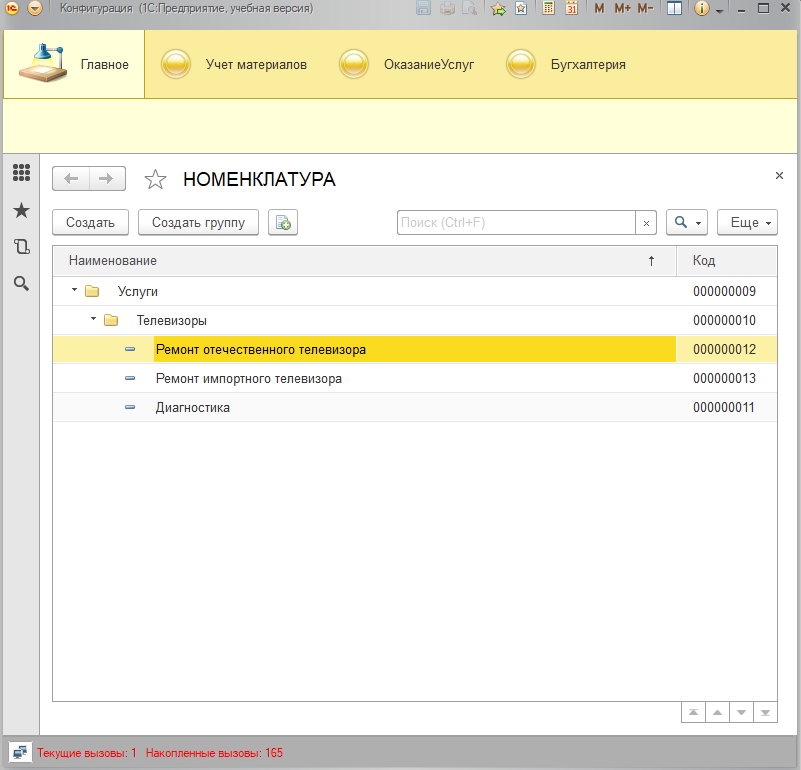 Конфигурация (1С:Предприятие, учебная версия) 31 M M+ M-
Главное Учет материалов ОказаниеУслуг Бугхалтерия
НОМЕНКЛАТУРА
Создать Создать группу Поиск (Ctrl+F) × Еще
Наименование ↑ Код
Услуги 000000009
Телевизоры 000000010
Ремонт отечественного телевизора 000000012
Ремонт импортного телевизора 000000013
Диагностика 000000011
Текущие вызовы: 1 Накопленные вызовы: 165